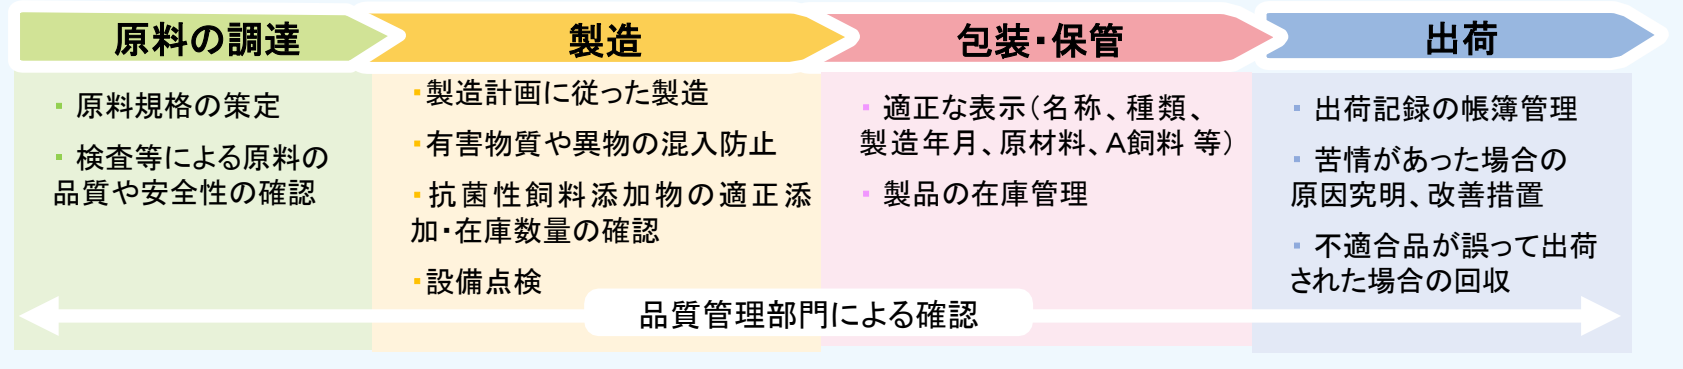 原料の調達
・原料規格の策定
・検査等による原料の
品質や安全性の確認
製造
・製造計画に従った製造
・有害物質や異物の混入防止
・抗菌性飼料添加物の適正添
加・在庫数量の確認
・設備点検
包装・保管
・適正な表示(名称、種類、
製造年月、原材料、A飼料 等)
・製品の在庫管理
出荷
・出荷記録の帳簿管理
・苦情があった場合の
原因究明、改善措置
・不適合品が誤って出荷
された場合の回収
品質管理部門による確認